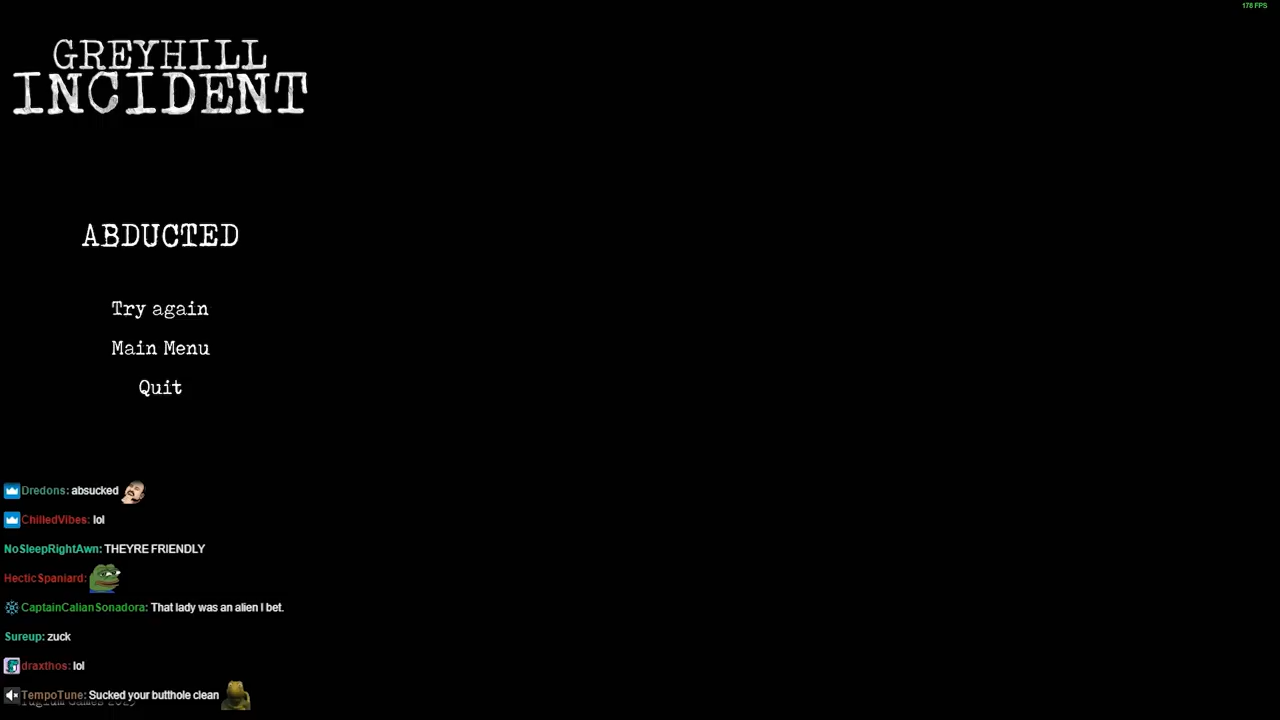 178 FPS
GREYHILL
INCIDENT
ABDUCTED
Try again
Main Menu
Quit
Dredons: absucked
ChilledVibes: lol
NoSleepRightAwn: THEYRE FRIENDLY
HecticSpaniard:
CaptainCalianSonadora: That lady was an alien I bet.
Sureup: zuck
draxthos: lol
TempoTune: Sucked your butthole clean